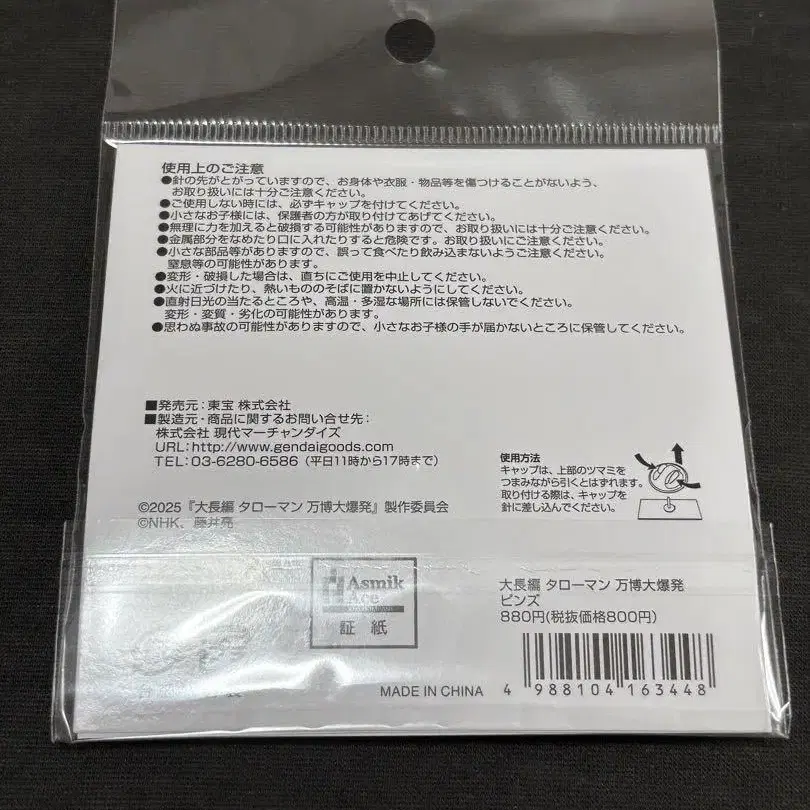 使用上のご注意
●針の先がとがっていますので、お身体や衣服・物品等を傷つけることがないよう、
お取り扱いには十分ご注意ください。
●ご使用しない時には、必ずキャップを付けてください。
●小さなお子様には、保護者の方が取り付けてあげてください。
●無理に力を加えると破損する可能性がありますので、お取り扱いには十分ご注意ください。
●金属部分をなめたり口に入れたりすると危険です。お取り扱いにご注意ください。
●小さな部品等がありますので、誤って食べたり飲み込まないようご注意ください。
窒息等の可能性があります。
●変形・破損した場合は、直ちにご使用を中止してください。
●火に近づけたり、熱いもののそばに置かないようにしてください。
●直射日光の当たるところや、高温・多湿な場所には保管しないでください。
変形・変質・劣化の可能性があります。
●思わぬ事故の可能性がありますので、小さなお子様の手が届かないところに保管してください。
■発売元：東宝 株式会社
■製造元・商品に関するお問い合せ先：
株式会社 現代マーチャンダイズ
URL:http://www.gendaigoods.com/
TEL:03-6280-6586（平日11時から17時まで）
使用方法
キャップは、上部のツマミを
つまみながら引くとはずれます。
取り付ける際は、キャップを
針に差し込んでください。
©2025『大長編 タローマン 万博大爆発』製作委員会
©NHK、藤井亮
Asmik
Ace
証紙
大長編 タローマン 万博大爆発
ピンズ
880円(税抜価格800円)
MADE IN CHINA
4 988104 163448